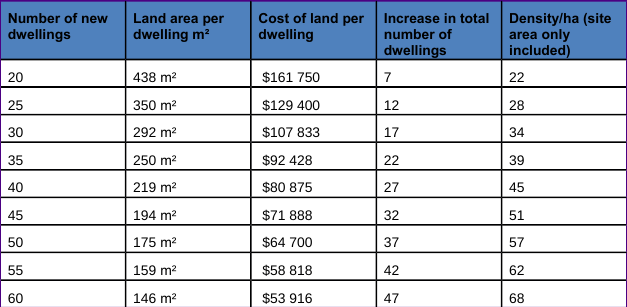 Number of new dwellings | Land area per dwelling m² | Cost of land per dwelling | Increase in total number of dwellings | Density/ha (site area only included)
20 | 438 m² | $161 750 | 7 | 22
25 | 350 m² | $129 400 | 12 | 28
30 | 292 m² | $107 833 | 17 | 34
35 | 250 m² | $92 428 | 22 | 39
40 | 219 m² | $80 875 | 27 | 45
45 | 194 m² | $71 888 | 32 | 51
50 | 175 m² | $64 700 | 37 | 57
55 | 159 m² | $58 818 | 42 | 62
60 | 146 m² | $53 916 | 47 | 68